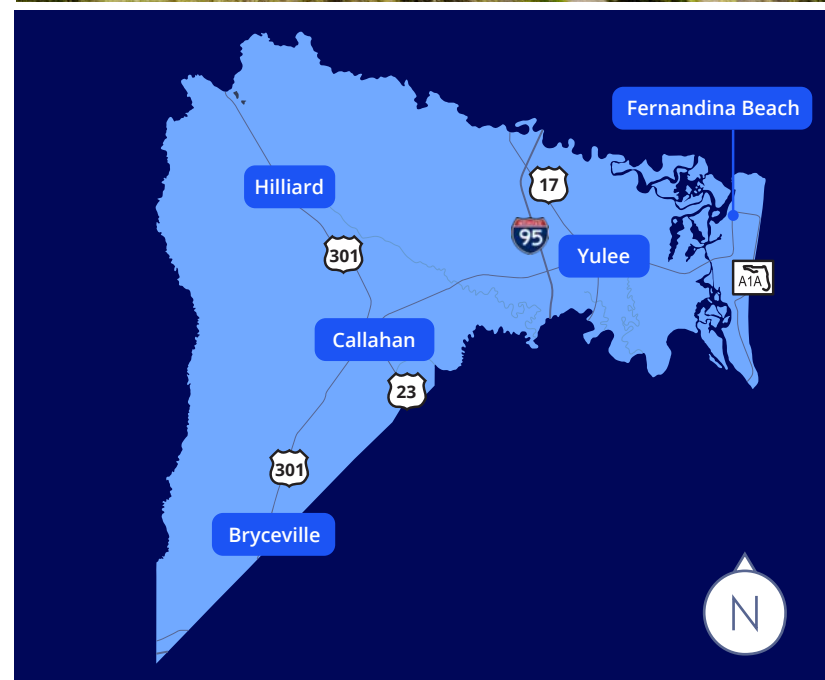 Fernandina Beach
17
Hilliard
95
301
Yulee
A1A
Callahan
23
301
Bryceville
N